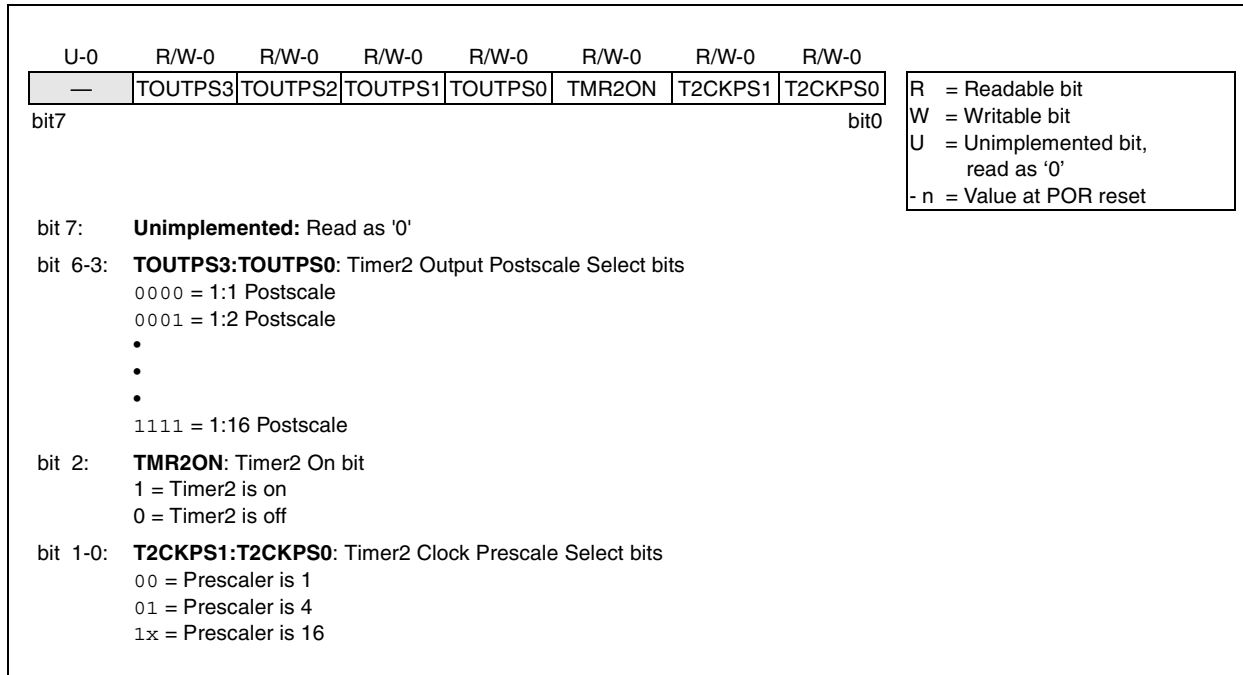 U-0 R/W-0 R/W-0 R/W-0 R/W-0 R/W-0 R/W-0 R/W-0
— TOUTPS3 TOUTPS2 TOUTPS1 TOUTPS0 TMR2ON T2CKPS1 T2CKPS0
bit7 bit0
R = Readable bit
W = Writable bit
U = Unimplemented bit,
read as ‘0’
- n = Value at POR reset
bit 7: Unimplemented: Read as '0'
bit 6-3: TOUTPS3:TOUTPS0: Timer2 Output Postscale Select bits
0000 = 1:1 Postscale
0001 = 1:2 Postscale
•
•
•
1111 = 1:16 Postscale
bit 2: TMR2ON: Timer2 On bit
1 = Timer2 is on
0 = Timer2 is off
bit 1-0: T2CKPS1:T2CKPS0: Timer2 Clock Prescale Select bits
00 = Prescaler is 1
01 = Prescaler is 4
1x = Prescaler is 16